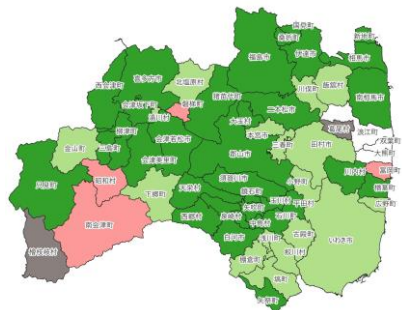 国見町
桑折町
新地町
伊達市
福島市
相馬市
喜多方市
北塩原村
西会津町
川俣町
飯舘村
南相馬市
猪苗代町
会津坂下町
磐梯町
湯川村
二本松市
大玉村
本宮市
葛尾村
浪江町
柳津町
会津若松市
双葉町
金山町
三島町
三春町
田村市
大熊町
会津美里町
郡山市
富岡町
川内村
昭和村
只見町
小野町
楢葉町
須賀川市
広野町
下郷町
天栄村
鏡石町
玉川村
平田村
南会津町
西郷村
泉崎村
矢吹町
石川町
中島村
古殿町
いわき市
白河市
浅川町
檜枝岐村
棚倉町
鮫川村
塙町
矢祭町